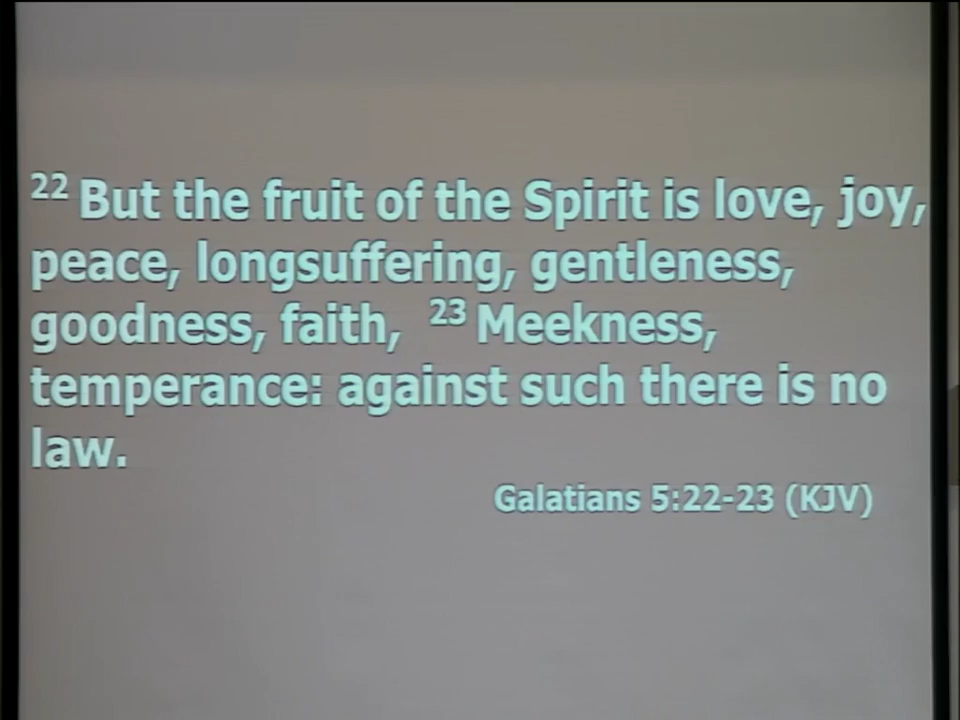 22 But the fruit of the Spirit is love, joy,
peace, longsuffering, gentleness,
goodness, faith, 23 Meekness,
temperance: against such there is no
law.
Galatians 5:22-23 (KJV)